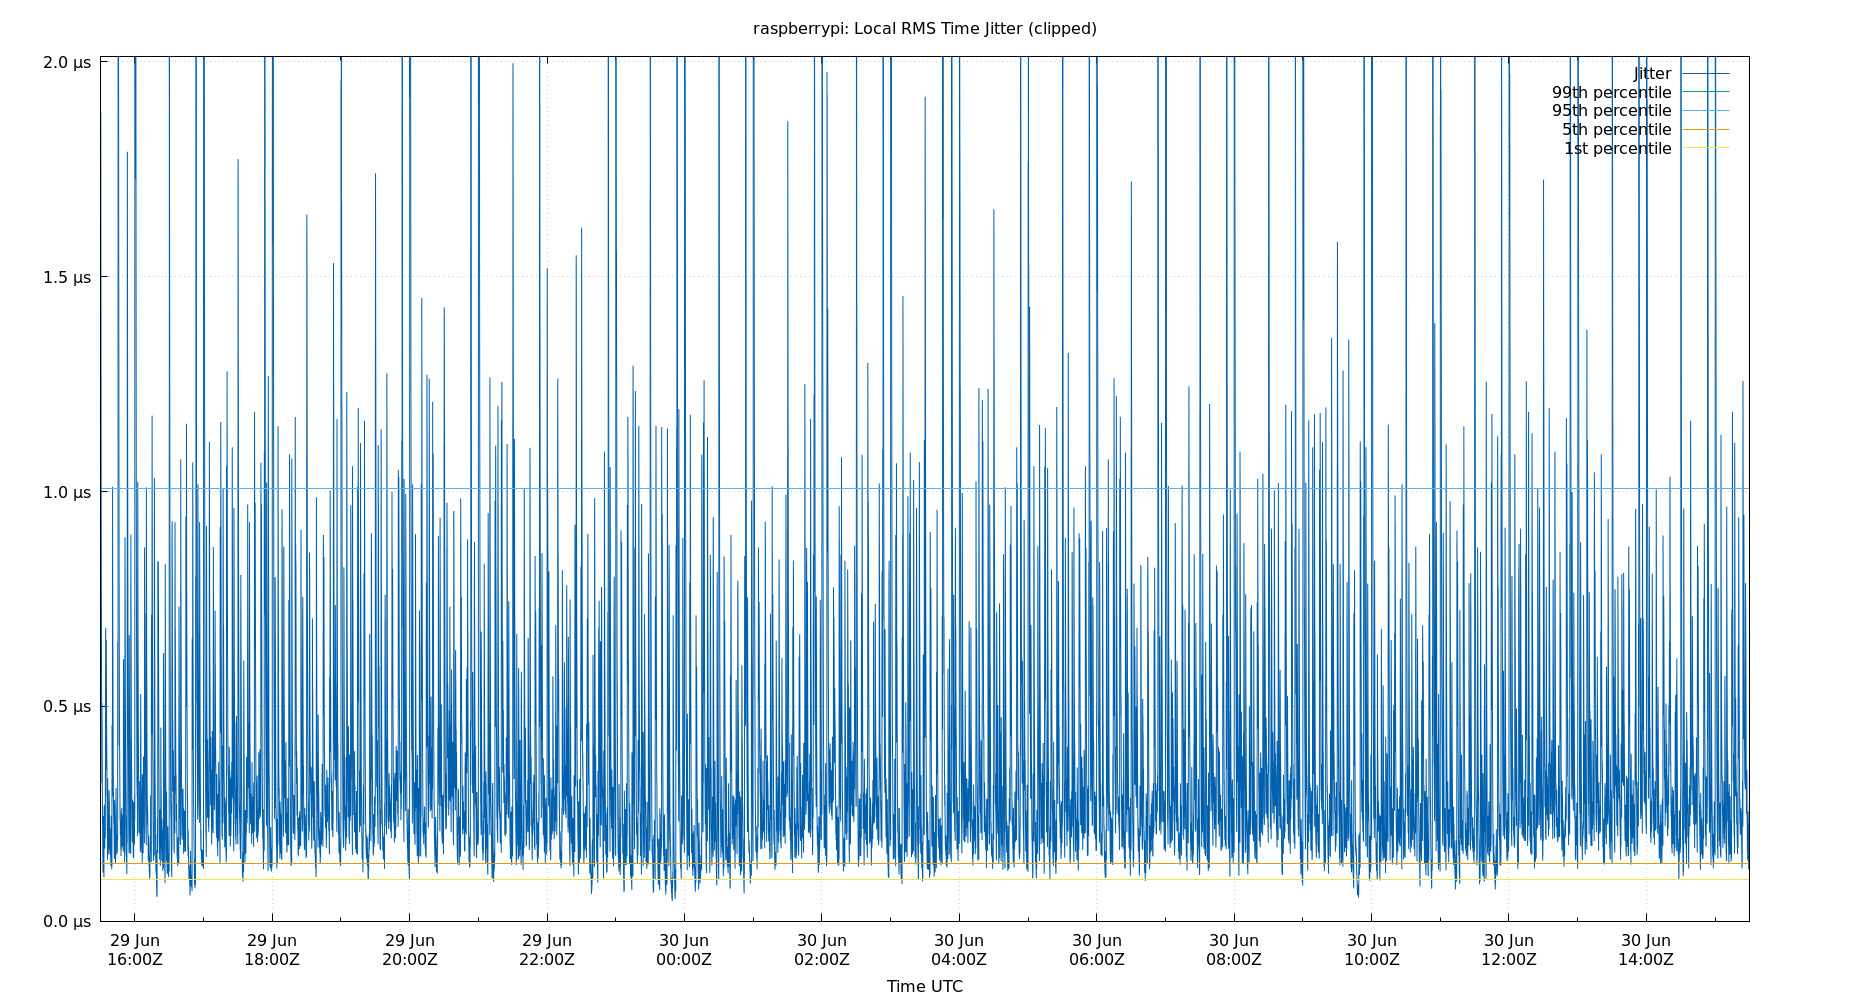 raspberrypi: Local RMS Time Jitter (clipped)
2.0 μs
1.5 μs
1.0 μs
0.5 μs
0.0 μs
Jitter
99th percentile
95th percentile
5th percentile
1st percentile
29 Jun 29 Jun 29 Jun 29 Jun 30 Jun 30 Jun 30 Jun 30 Jun 30 Jun 30 Jun 30 Jun 30 Jun
16:00Z 18:00Z 20:00Z 22:00Z 00:00Z 02:00Z 04:00Z 06:00Z 08:00Z 10:00Z 12:00Z 14:00Z
Time UTC